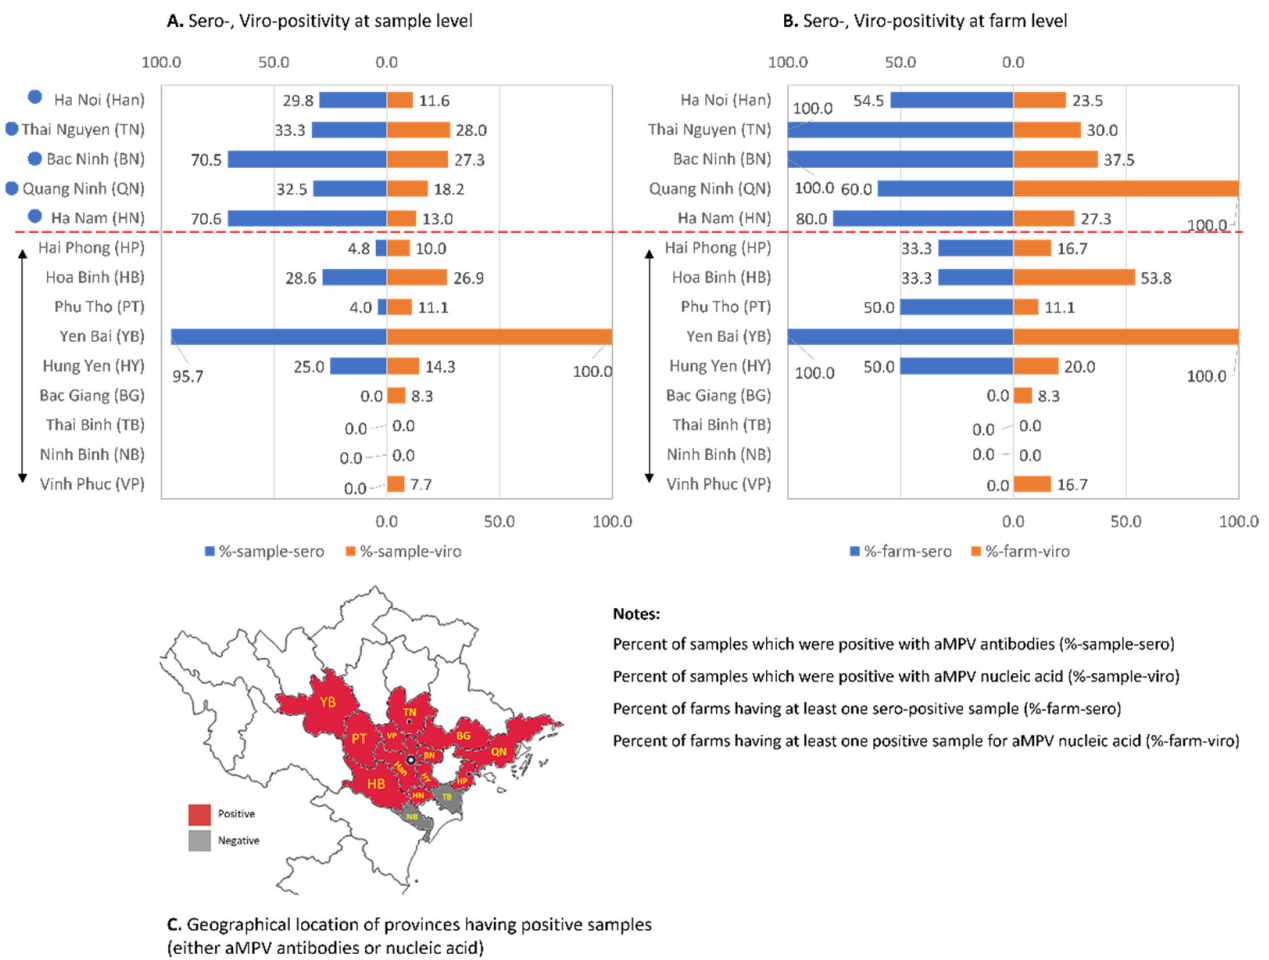 A. Sero-, Viro-positivity at sample level
100.0 50.0 0.0
Ha Noi (Han) 29.8 11.6
Thai Nguyen (TN) 33.3 28.0
Bac Ninh (BN) 70.5 27.3
Quang Ninh (QN) 32.5 18.2
Ha Nam (HN) 70.6 13.0
Hai Phong (HP) 4.8 10.0
Hoa Binh (HB) 28.6 26.9
Phu Tho (PT) 4.0 11.1
Yen Bai (YB) 95.7 100.0
Hung Yen (HY) 25.0 14.3
Bac Giang (BG) 0.0 8.3
Thai Binh (TB) 0.0 0.0
Ninh Binh (NB) 0.0 0.0
Vinh Phuc (VP) 0.0 7.7
0.0 50.0 100.0
%-sample-sero %-sample-viro
B. Sero-, Viro-positivity at farm level
100.0 50.0 0.0
Ha Noi (Han) 54.5 23.5
Thai Nguyen (TN) 100.0 30.0
Bac Ninh (BN) 100.0 37.5
Quang Ninh (QN) 60.0 100.0
Ha Nam (HN) 80.0 27.3
Hai Phong (HP) 33.3 16.7
Hoa Binh (HB) 33.3 53.8
Phu Tho (PT) 50.0 11.1
Yen Bai (YB) 100.0 100.0
Hung Yen (HY) 50.0 20.0
Bac Giang (BG) 0.0 8.3
Thai Binh (TB) 0.0 0.0
Ninh Binh (NB) 0.0 0.0
Vinh Phuc (VP) 0.0 16.7
0.0 50.0 100.0
%-farm-sero %-farm-viro
YB
TN
PT
VP
BG
QN
BN
Han
HY
HP
HB
HN
TB
NB
Positive
Negative
Notes:
Percent of samples which were positive with aMPV antibodies (%-sample-sero)
Percent of samples which were positive with aMPV nucleic acid (%-sample-viro)
Percent of farms having at least one sero-positive sample (%-farm-sero)
Percent of farms having at least one positive sample for aMPV nucleic acid (%-farm-viro)
C. Geographical location of provinces having positive samples
(either aMPV antibodies or nucleic acid)